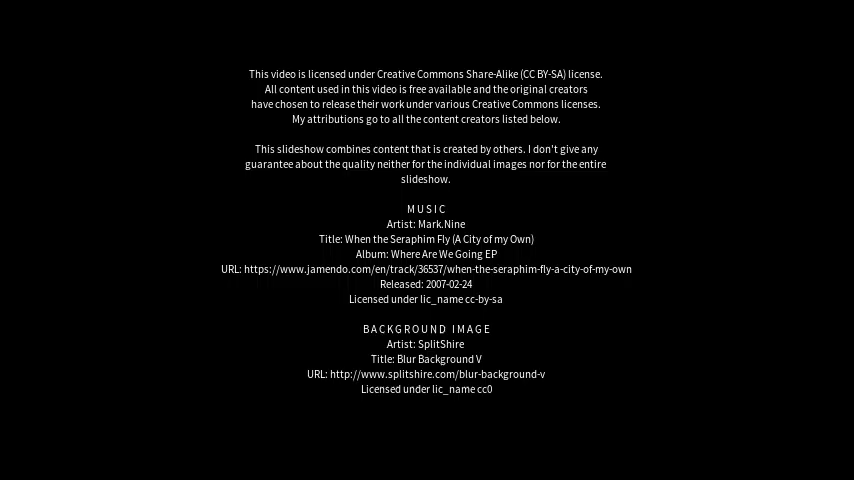 This video is licensed under Creative Commons Share-Alike (CC BY-SA) license.
All content used in this video is free available and the original creators
have chosen to release their work under various Creative Commons licenses.
My attributions go to all the content creators listed below.
This slideshow combines content that is created by others. I don't give any
guarantee about the quality neither for the individual images nor for the entire
slideshow.
MUSIC
Artist: Mark.Nine
Title: When the Seraphim Fly (A City of my Own)
Album: Where Are We Going EP
URL: https://www.jamendo.com/en/track/36537/when-the-seraphim-fly-a-city-of-my-own
Released: 2007-02-24
Licensed under lic_name cc-by-sa
BACKGROUND IMAGE
Artist: SplitShire
Title: Blur Background V
URL: http://www.splitshire.com/blur-background-v
Licensed under lic_name cc0